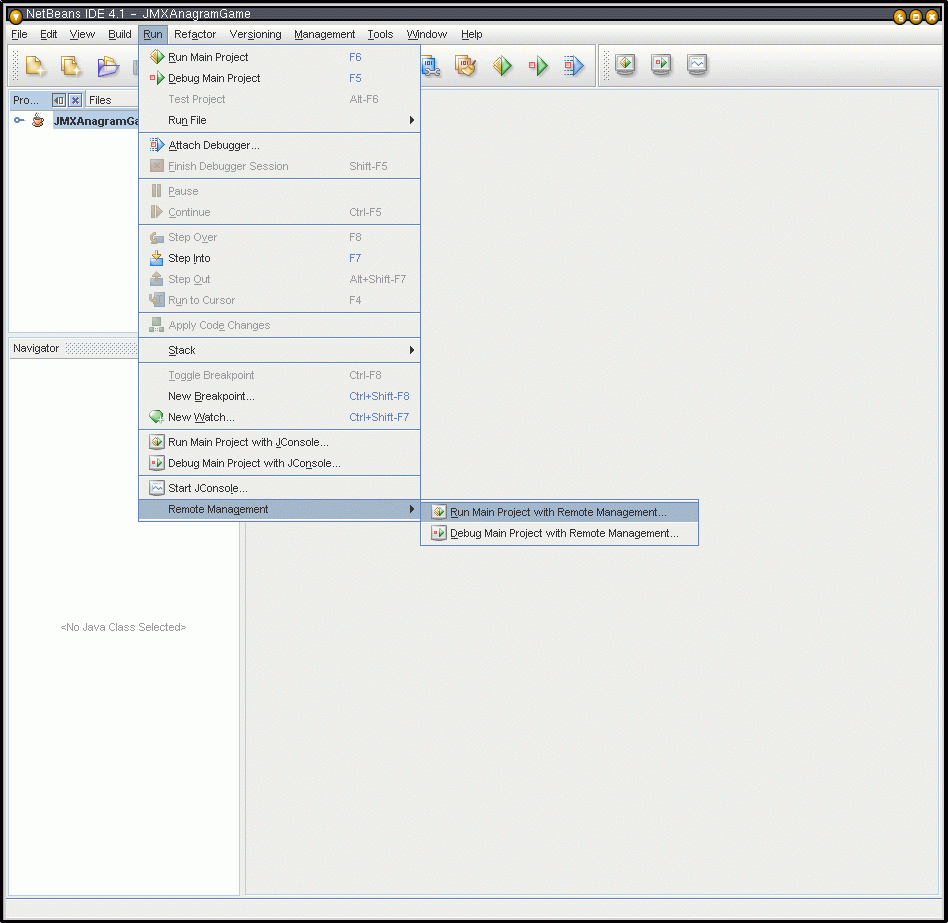 NetBeans IDE 4.1 - JMXAnagramGame
File Edit View Build Run Refactor Versioning Management Tools Window Help
Pro... Files
JMXAnagramGa
Run Main Project F6
Debug Main Project F5
Test Project Alt-F6
Run File
Attach Debugger...
Finish Debugger Session Shift-F5
Pause
Continue Ctrl-F5
Step Over F8
Step Into F7
Step Out Alt+Shift-F7
Run to Cursor F4
Apply Code Changes
Stack
Toggle Breakpoint Ctrl-F8
New Breakpoint... Ctrl+Shift-F8
New Watch... Ctrl+Shift-F7
Run Main Project with JConsole...
Debug Main Project with JConsole...
Start JConsole...
Remote Management
Run Main Project with Remote Management...
Debug Main Project with Remote Management...
Navigator
<No Java Class Selected>